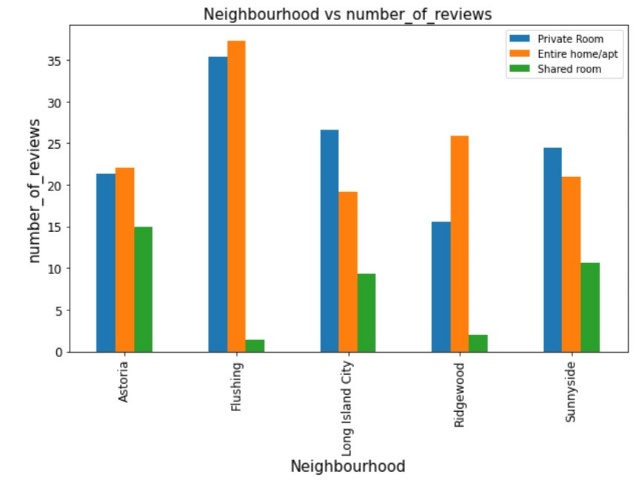 Neighbourhood vs number_of_reviews
Private Room
Entire home/apt
Shared room
number_of_reviews
35
30
25
20
15
10
5
0
Astoria
Flushing
Long Island City
Ridgewood
Sunnyside
Neighbourhood